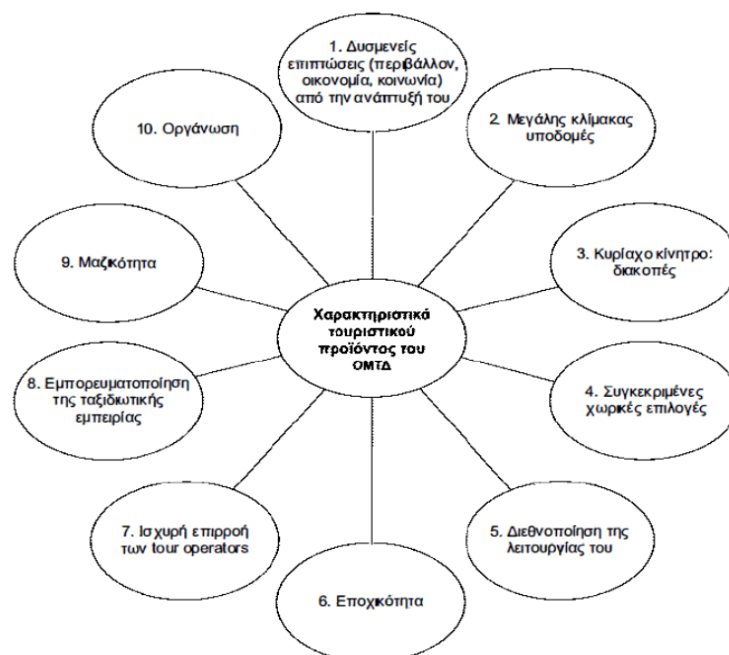 1. Δυσμενείς
επιπτώσεις (περιβάλλον,
οικονομία, κοινωνία)
από την ανάπτυξή του
2. Μεγάλης κλίμακας
υποδομές
3. Κυρίαχο κίνητρο:
διακοπές
4. Συγκεκριμένες
χωρικές επιλογές
5. Διεθνοποίηση της
λειτουργίας του
6. Εποχικότητα
7. Ισχυρή επιρροή
των tour operators
8. Εμπορευματοποίηση
της ταξιδιωτικής
εμπειρίας
9. Μαζικότητα
10. Οργάνωση
Χαρακτηριστικά
τουριστικού
προϊόντος του
ΟΜΤΔ